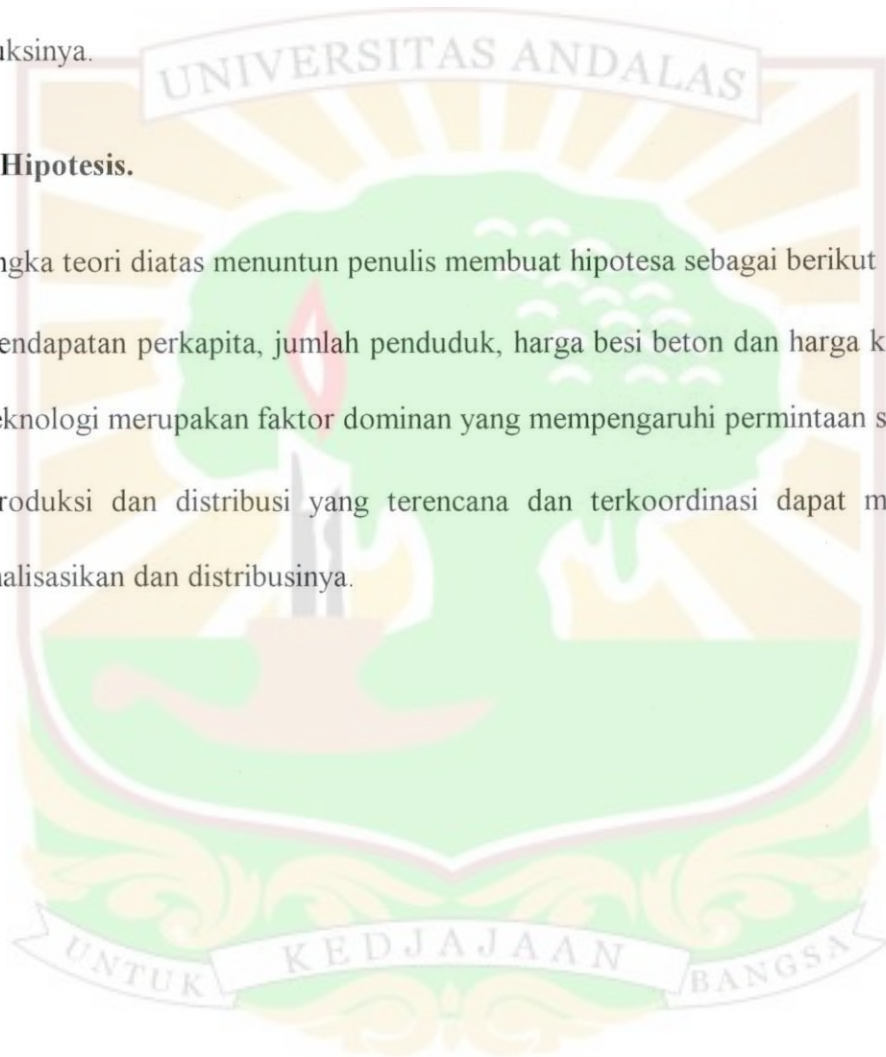 uksinya.
UNIVERSITAS ANDALAS
Hipotesis.
ngka teori diatas menuntun penulis membuat hipotesa sebagai berikut
endapatan perkapita, jumlah penduduk, harga besi beton dan harga k
eknologi merupakan faktor dominan yang mempengaruhi permintaan s
roduksi dan distribusi yang terencana dan terkoordinasi dapat m
nalisasikan dan distribusinya.
UNTUK KEDJAJAAN BANGSA